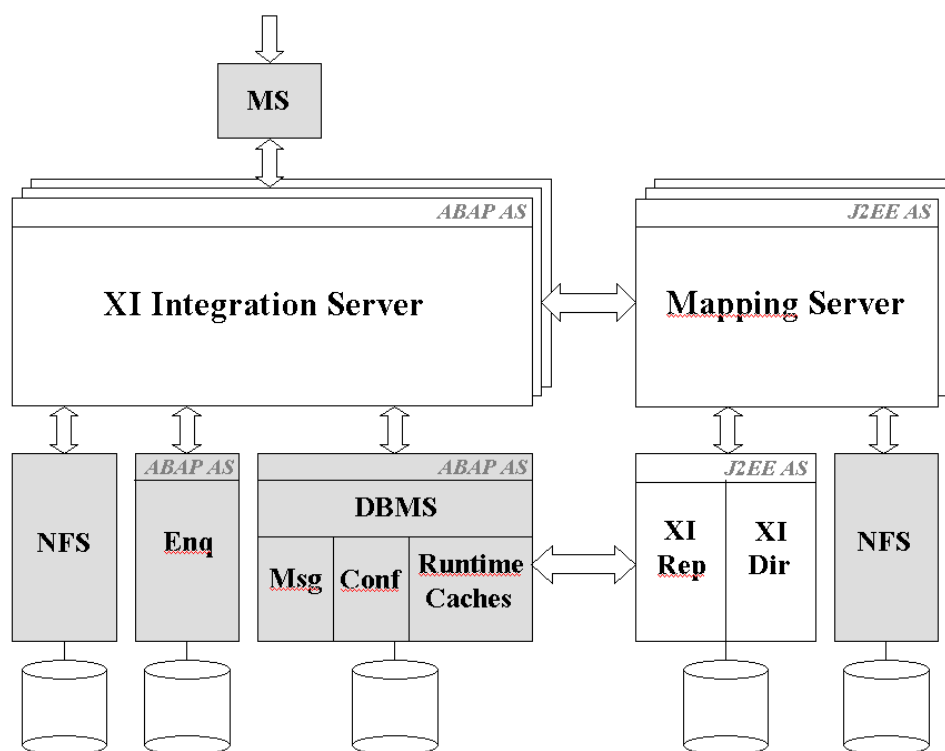 MS
ABAP AS
XI Integration Server
J2EE AS
Mapping Server
NFS
ABAP AS
Enq
ABAP AS
DBMS
Msg
Conf
Runtime
Caches
J2EE AS
XI
Rep
XI
Dir
NFS